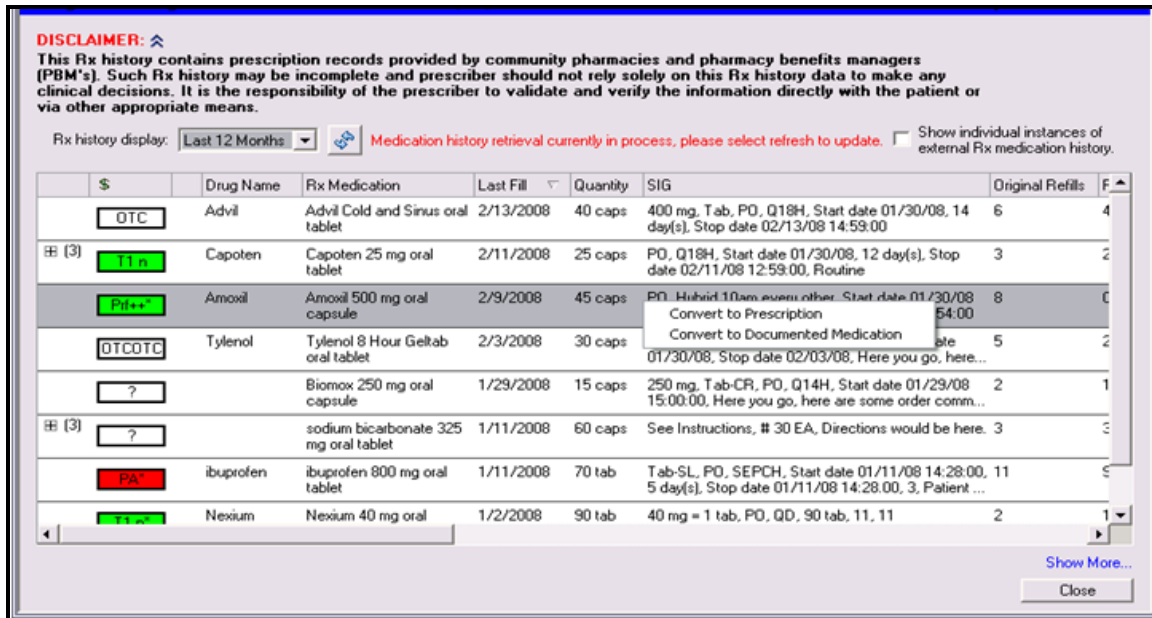 DISCLAIMER:
This Rx history contains prescription records provided by community pharmacies and pharmacy benefits managers
(PBM's). Such Rx history may be incomplete and prescriber should not rely solely on this Rx history data to make any
clinical decisions. It is the responsibility of the prescriber to validate and verify the information directly with the patient or
via other appropriate means.
Rx history display: Last 12 Months Medication history retrieval currently in process, please select refresh to update. Show individual instances of
external Rx medication history.
$ Drug Name Rx Medication Last Fill Quantity SIG Original Refills F
OTC Advil Advil Cold and Sinus oral 2/13/2008 40 caps 400 mg, Tab, PO, Q18H, Start date 01/30/08, 14 6 4
tablet day(s), Stop date 02/13/08 14:59:00
(3) T1 n Capoten Capoten 25 mg oral 2/11/2008 25 caps PO, Q18H, Start date 01/30/08, 12 day(s), Stop 3 2
tablet date 02/11/08 12:59:00, Routine
Prf++* Amoxil Amoxil 500 mg oral 2/9/2008 45 caps PO, Hybrid 10am every other, Start date 01/30/08 8
capsule 54:00
Convert to Prescription
Convert to Documented Medication
OTCOTC Tylenol Tylenol 8 Hour Geltab 2/3/2008 30 caps ate 5 2
oral tablet 01/30/08, Stop date 02/03/08, Here you go, here...
? Biomox 250 mg oral 1/29/2008 15 caps 250 mg, Tab-CR, PO, Q14H, Start date 01/29/08 2 1
capsule 15:00:00, Here you go, here are some order comm...
(3) ? sodium bicarbonate 325 1/11/2008 60 caps See Instructions, # 30 EA, Directions would be here. 3 3
mg oral tablet
PA* ibuprofen ibuprofen 800 mg oral 1/11/2008 70 tab Tab-SL, PO, SEPCH, Start date 01/11/08 14:28:00, 11
tablet 5 day(s), Stop date 01/11/08 14:28.00, 3, Patient ...
T1 n* Nexium Nexium 40 mg oral 1/2/2008 90 tab 40 mg = 1 tab, PO, QD, 90 tab, 11, 11 2 1
Show More...
Close